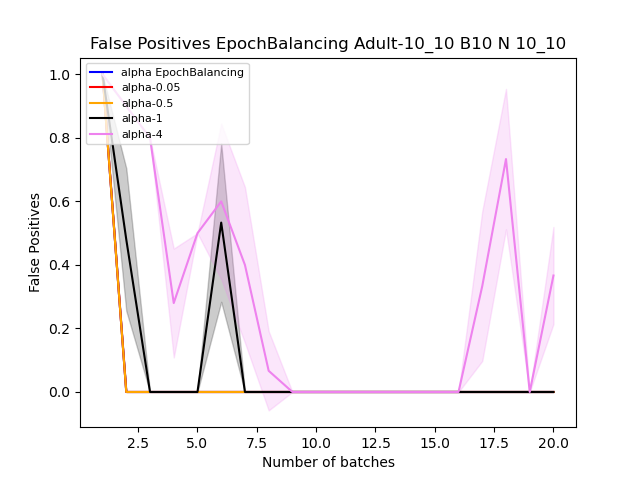 False Positives EpochBalancing Adult-10_10 B10 N 10_10
alpha EpochBalancing
alpha-0.05
alpha-0.5
alpha-1
alpha-4
1.0
0.8
0.6
0.4
0.2
0.0
False Positives
2.5 5.0 7.5 10.0 12.5 15.0 17.5 20.0
Number of batches